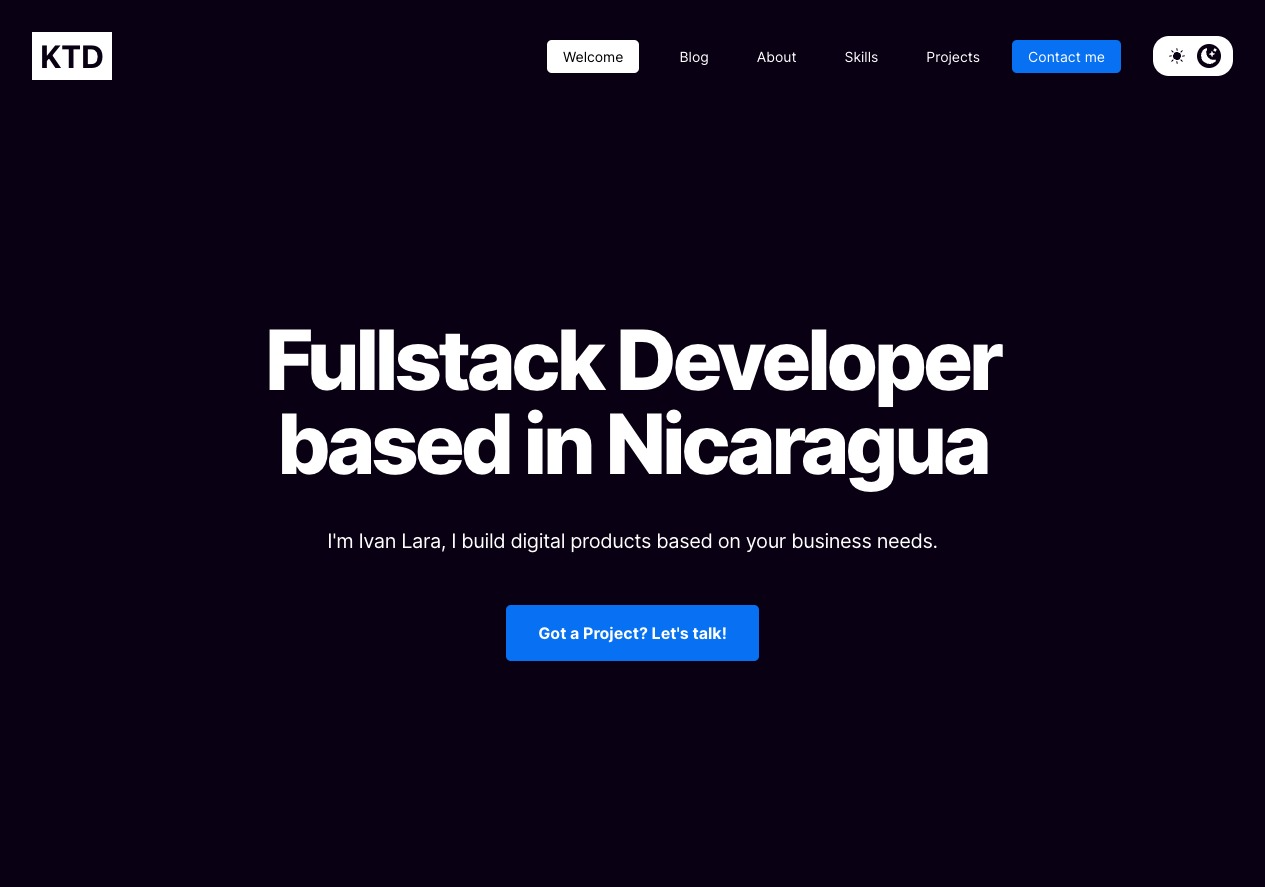 KTD
Welcome
Blog
About
Skills
Projects
Contact me
Fullstack Developer
based in Nicaragua
I'm Ivan Lara, I build digital products based on your business needs.
Got a Project? Let's talk!